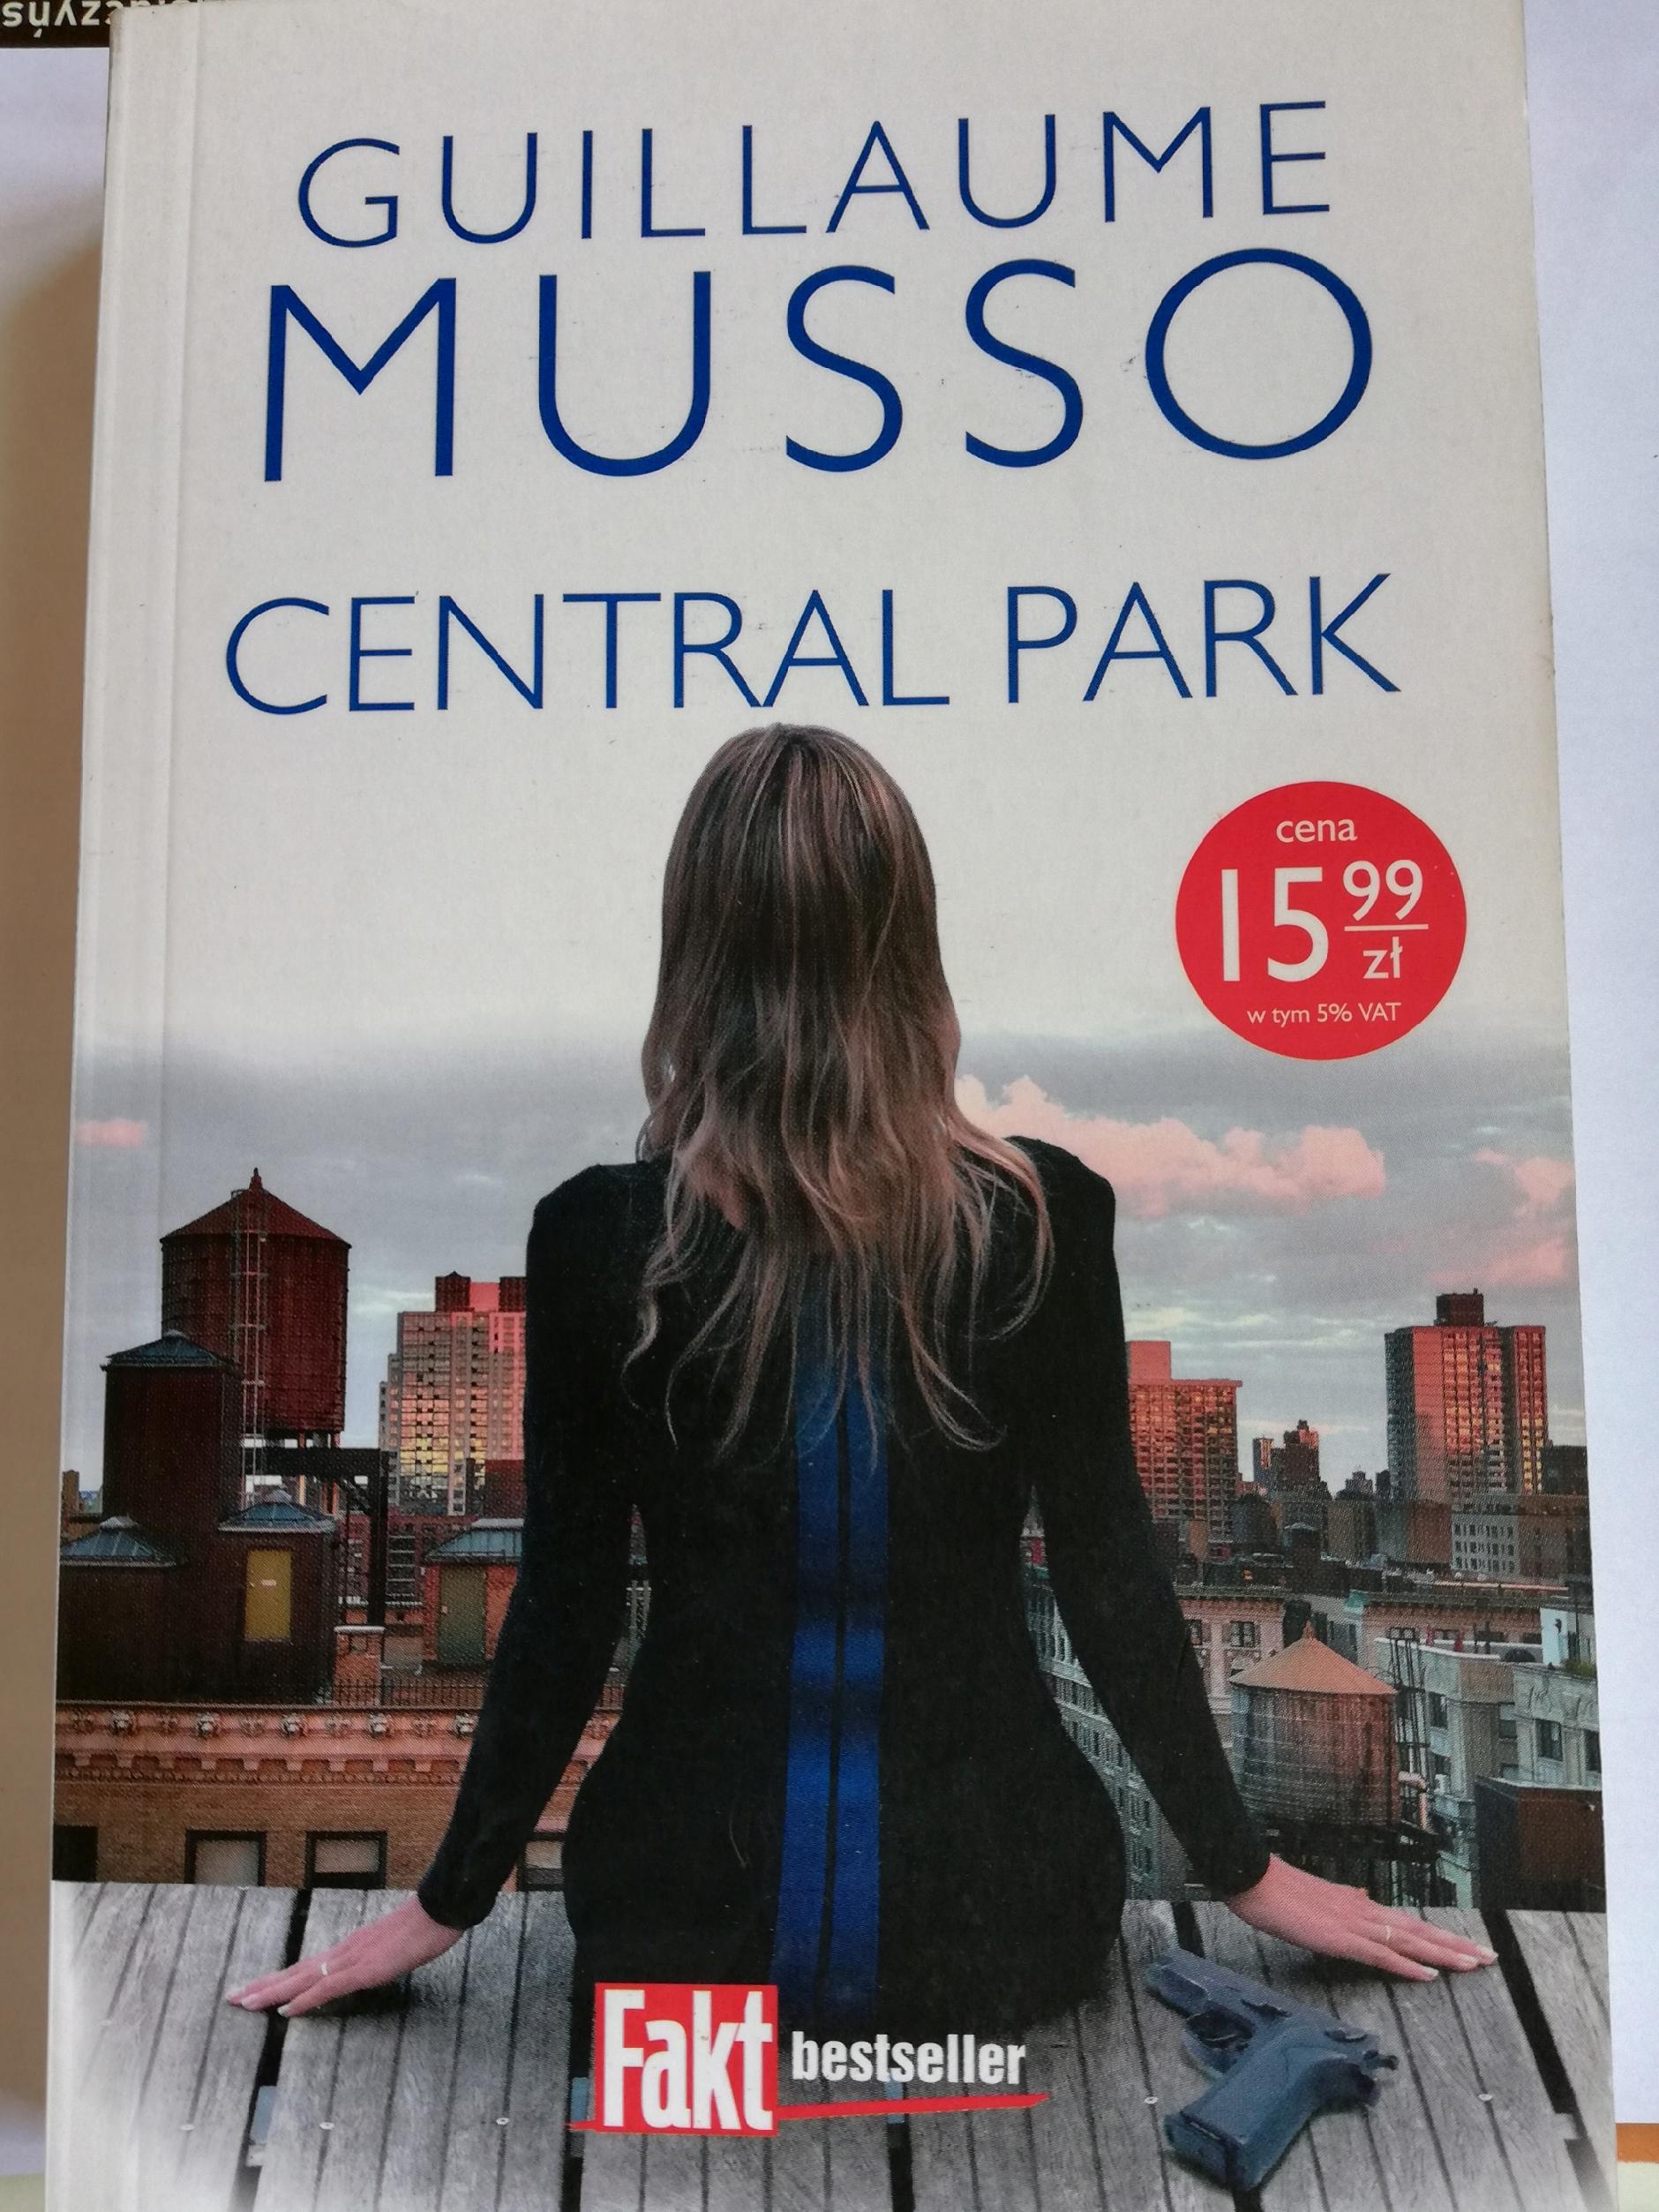 GUILLAUME
MUSSO
CENTRAL PARK
cena
15 99
zł
w tym 5% VAT
Fakt bestseller